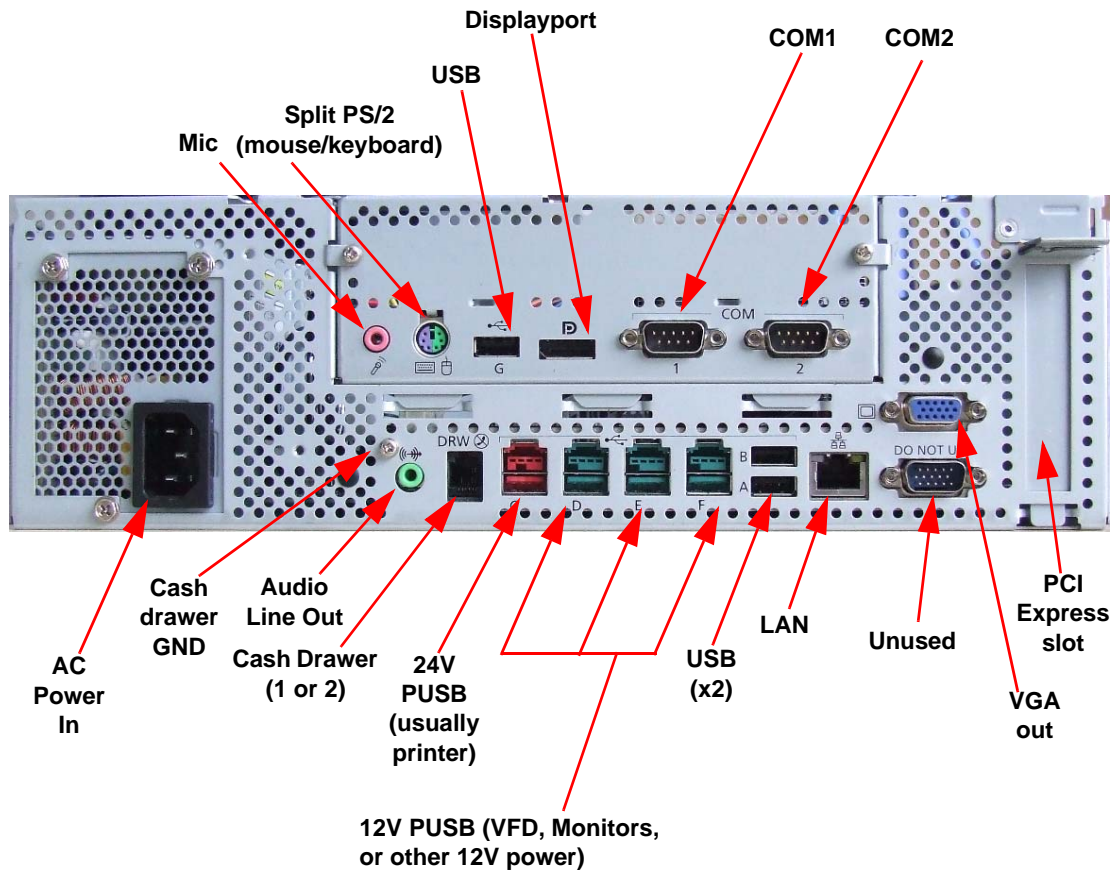 Displayport
COM1
COM2
USB
Split PS/2
(mouse/keyboard)
Mic
COM
G
1
2
DRW
B
A
DO NOT U
C
D
E
F
Cash
drawer
GND
Audio
Line Out
Cash Drawer
(1 or 2)
24V
PUSB
(usually
printer)
USB
(x2)
LAN
Unused
PCI
Express
slot
AC
Power
In
VGA
out
12V PUSB (VFD, Monitors,
or other 12V power)